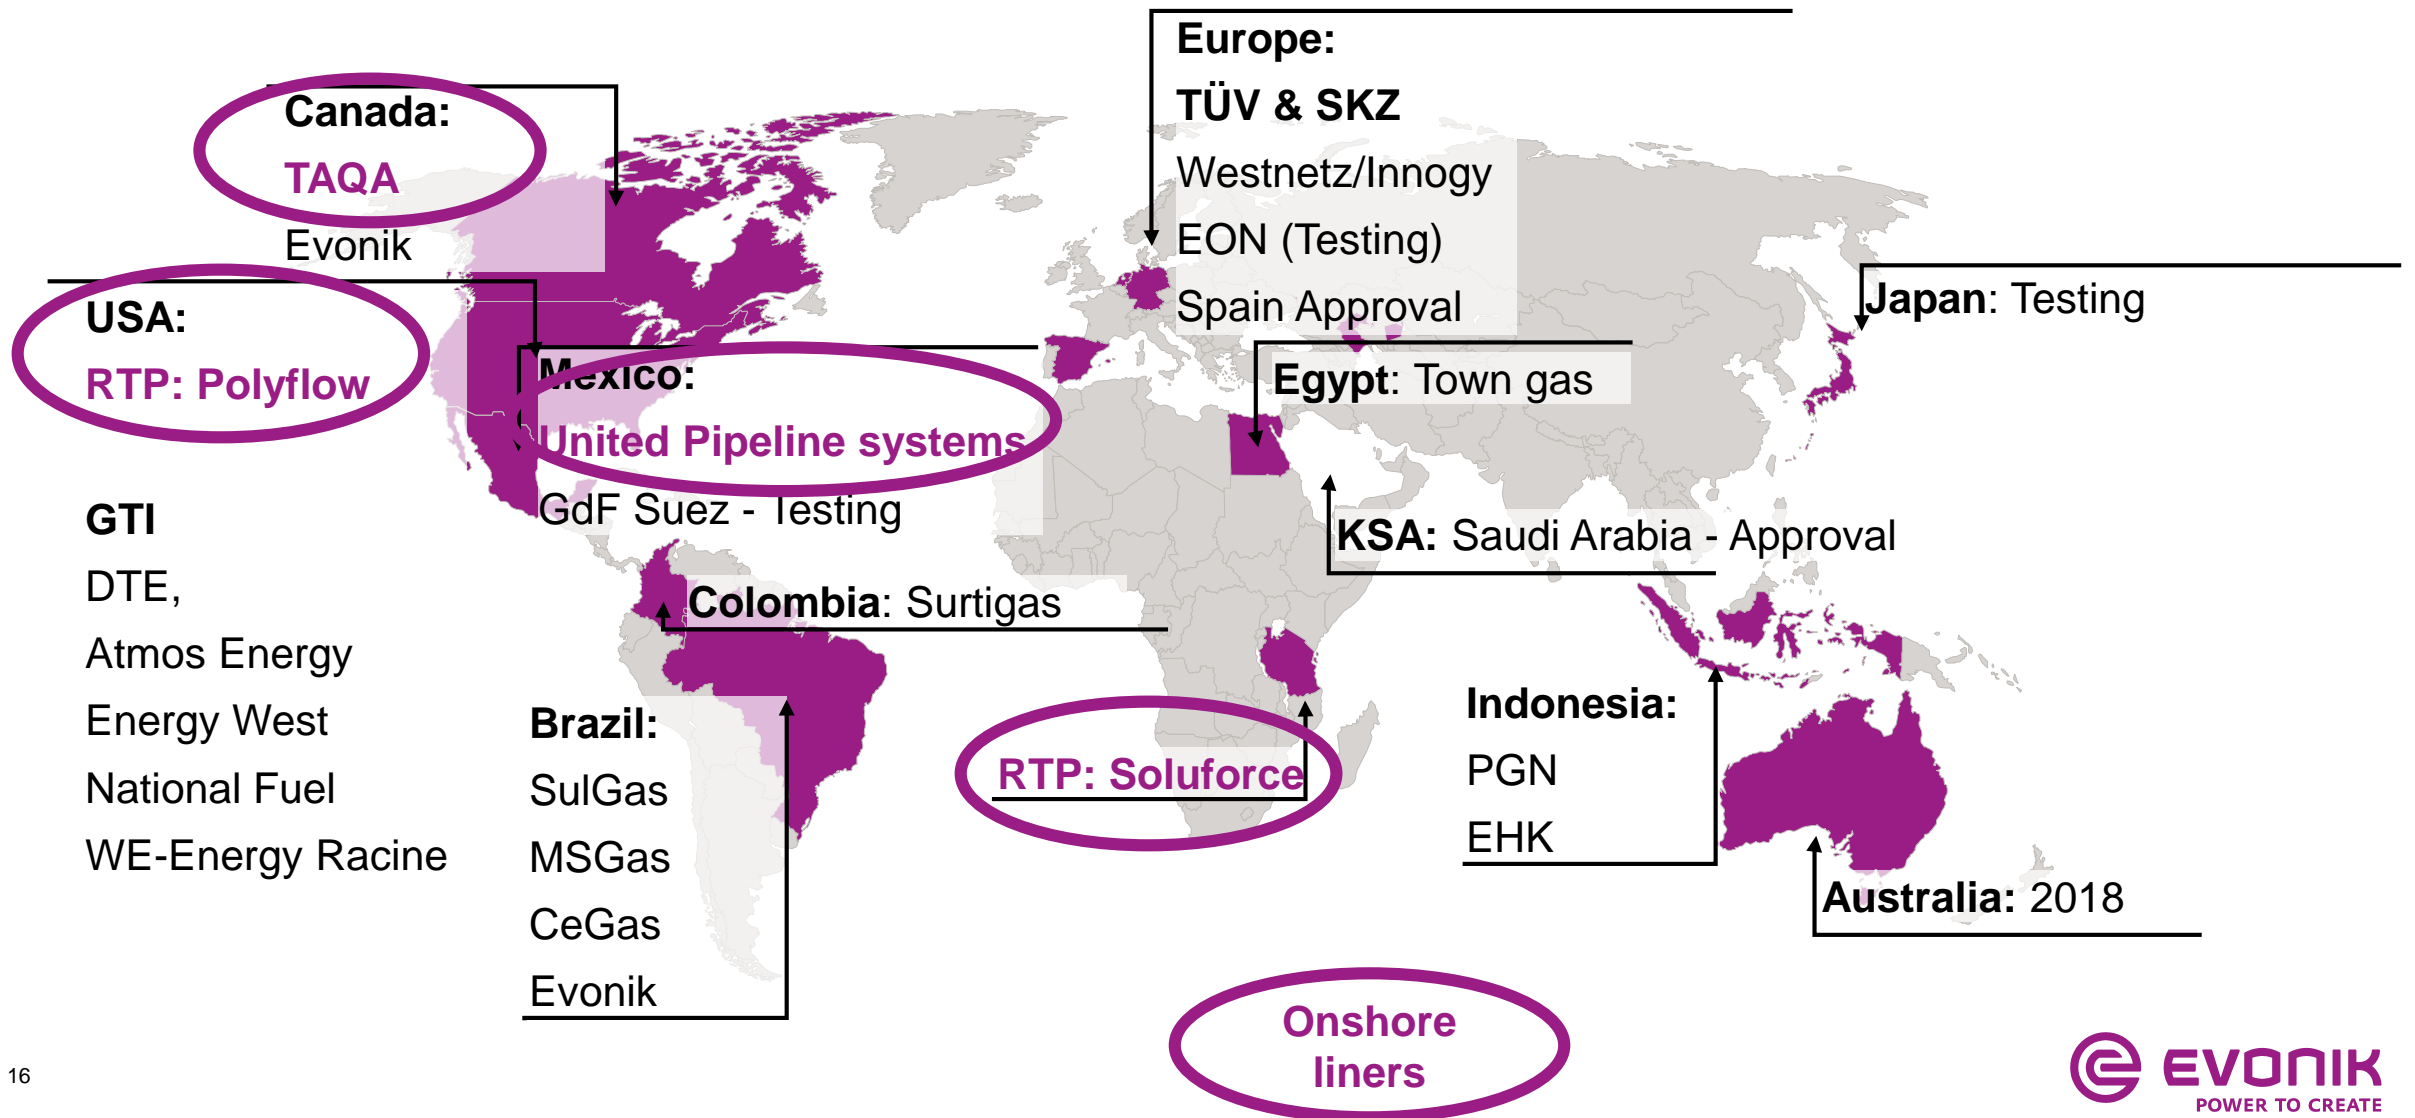 Europe:
TÜV & SKZ
Westnetz/Innogy
EON (Testing)
Spain Approval
Canada:
TAQA
Evonik
USA:
RTP: Polyflow
GTI
DTE,
Atmos Energy
Energy West
National Fuel
WE-Energy Racine
Mexico:
United Pipeline systems
GdF Suez - Testing
Japan: Testing
Egypt: Town gas
KSA: Saudi Arabia - Approval
Colombia: Surtigas
Brazil:
SulGas
MSGas
CeGas
Evonik
RTP: Soluforce
Indonesia:
PGN
EHK
Australia: 2018
Onshore
liners
16
EVONIK
POWER TO CREATE